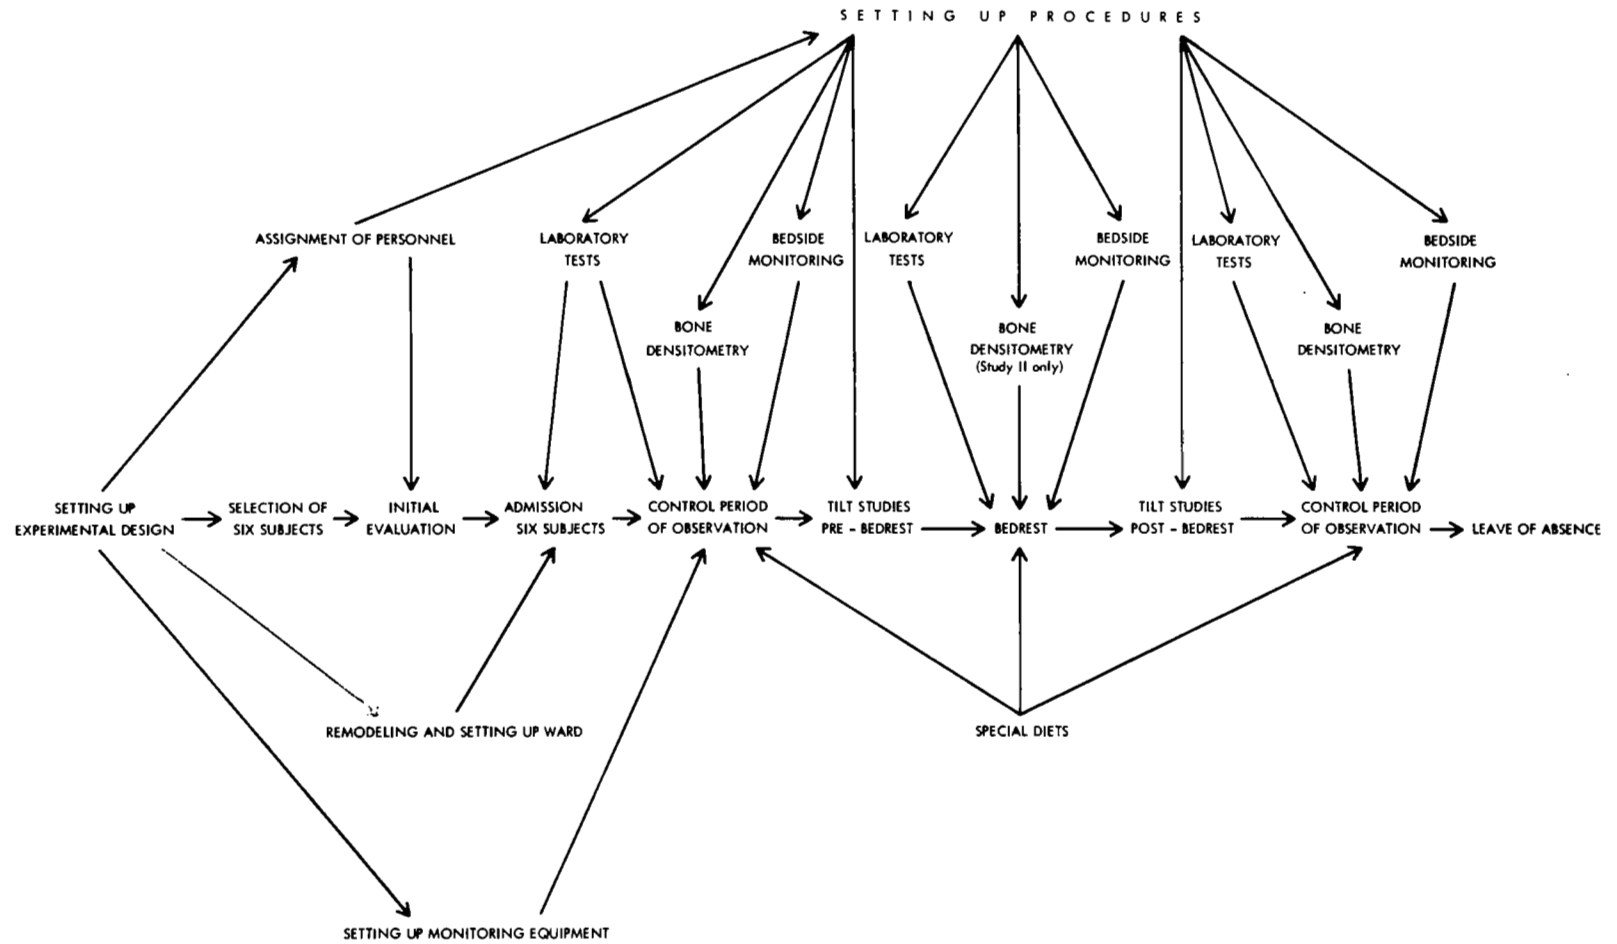 SETTING UP PROCEDURES
ASSIGNMENT OF PERSONNEL
LABORATORY
TESTS
BEDSIDE
MONITORING
LABORATORY
TESTS
BEDSIDE
MONITORING
LABORATORY
TESTS
BEDSIDE
MONITORING
BONE
DENSITOMETRY
BONE
DENSITOMETRY
(Study II only)
BONE
DENSITOMETRY
SETTING UP
EXPERIMENTAL DESIGN
SELECTION OF
SIX SUBJECTS
INITIAL
EVALUATION
ADMISSION
SIX SUBJECTS
CONTROL PERIOD
OF OBSERVATION
TILT STUDIES
PRE - BEDREST
BEDREST
TILT STUDIES
POST - BEDREST
CONTROL PERIOD
OF OBSERVATION
LEAVE OF ABSENCE
REMODELING AND SETTING UP WARD
SPECIAL DIETS
SETTING UP MONITORING EQUIPMENT